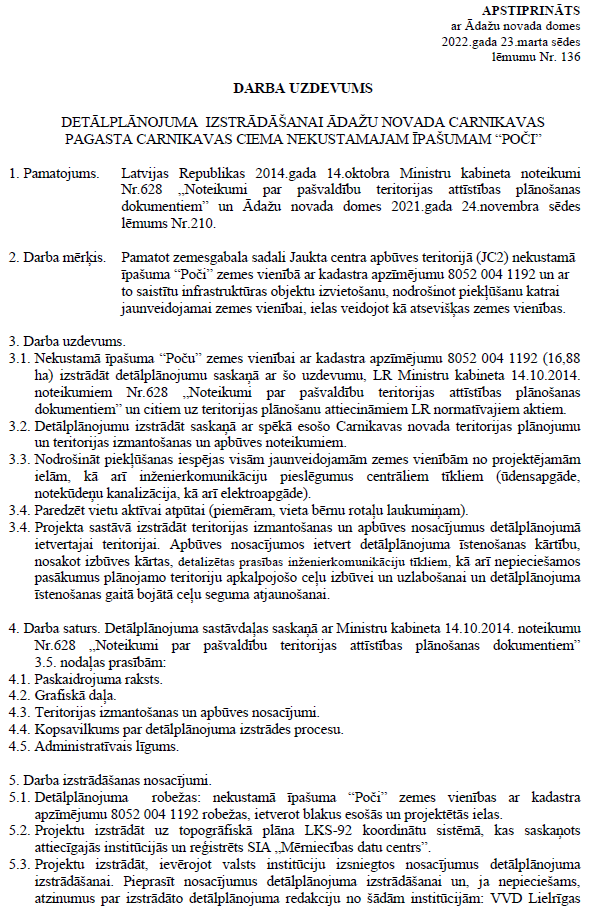 APSTIPRINĀTS
ar Ādažu novada domes
2022.gada 23.marta sēdes
lēmumu Nr. 136
DARBA UZDEVUMS
DETĀLPLĀNOJUMA IZSTRĀDĀŠANAI ĀDAŽU NOVADA CARNIKAVAS
PAGASTA CARNIKAVAS CIEMA NEKUSTAMAJAM ĪPAŠUMAM “POČI”
1. Pamatojums. Latvijas Republikas 2014.gada 14.oktobra Ministru kabineta noteikumi
Nr.628 „Noteikumi par pašvaldību teritorijas attīstības plānošanas
dokumentiem” un Ādažu novada domes 2021.gada 24.novembra sēdes
lēmums Nr.210.
2. Darba mērķis. Pamatot zemesgabala sadali Jaukta centra apbūves teritorijā (JC2) nekustamā
īpašuma “Poči” zemes vienībā ar kadastra apzīmējumu 8052 004 1192 un ar
to saistītu infrastruktūras objektu izvietošanu, nodrošinot piekļūšanu katrai
jaunveidojamai zemes vienībai, ielas veidojot kā atsevišķas zemes vienības.
3. Darba uzdevums.
3.1. Nekustamā īpašuma “Poču” zemes vienībai ar kadastra apzīmējumu 8052 004 1192 (16,88
ha) izstrādāt detālplānojumu saskaņā ar šo uzdevumu, LR Ministru kabineta 14.10.2014.
noteikumiem Nr.628 „Noteikumi par pašvaldību teritorijas attīstības plānošanas
dokumentiem” un citiem uz teritorijas plānošanu attiecināmiem LR normatīvajiem aktiem.
3.2. Detālplānojumu izstrādāt saskaņā ar spēkā esošo Carnikavas novada teritorijas plānojumu
un teritorijas izmantošanas un apbūves noteikumiem.
3.3. Nodrošināt piekļūšanas iespējas visām jaunveidojamām zemes vienībām no projektējamām
ielām, kā arī inženierkomunikāciju pieslēgumus centrāliem tīkliem (ūdensapgāde,
notekūdeņu kanalizācija, kā arī elektroapgāde).
3.4. Paredzēt vietu aktīvai atpūtai (piemēram, vieta bērnu rotaļu laukumiņam).
3.4. Projekta sastāvā izstrādāt teritorijas izmantošanas un apbūves nosacījumus detālplānojumā
ietvertajai teritorijai. Apbūves nosacījumos ietvert detālplānojuma īstenošanas kārtību,
nosakot izbūves kārtas, detalizētas prasības inženierkomunikāciju tīkliem, kā arī nepieciešamos
pasākumus plānojamo teritoriju apkalpojošo ceļu izbūvei un uzlabošanai un detālplānojuma
īstenošanas gaitā bojātā ceļu seguma atjaunošanai.
4. Darba saturs. Detālplānojuma sastāvdaļas saskaņā ar Ministru kabineta 14.10.2014. noteikumu
Nr.628 „Noteikumi par pašvaldību teritorijas attīstības plānošanas dokumentiem”
3.5. nodaļas prasībām:
4.1. Paskaidrojuma raksts.
4.2. Grafiskā daļa.
4.3. Teritorijas izmantošanas un apbūves nosacījumi.
4.4. Kopsavilkums par detālplānojuma izstrādes procesu.
4.5. Administratīvais līgums.
5. Darba izstrādāšanas nosacījumi.
5.1. Detālplānojuma robežas: nekustamā īpašuma “Poči” zemes vienības ar kadastra
apzīmējumu 8052 004 1192 robežas, ietverot blakus esošās un projektētās ielas.
5.2. Projektu izstrādāt uz topogrāfiskā plāna LKS-92 koordinātu sistēmā, kas saskaņots
attiecīgajās institūcijās un reģistrēts SIA „Mērniecības datu centrs”.
5.3. Projektu izstrādāt, ievērojot valsts institūciju izsniegtos nosacījumus detālplānojuma
izstrādāšanai. Pieprasīt nosacījumus detālplānojuma izstrādāšanai un, ja nepieciešams,
atzinumus par izstrādāto detālplānojuma redakciju no šādām institūcijām: VVD Lielrīgas